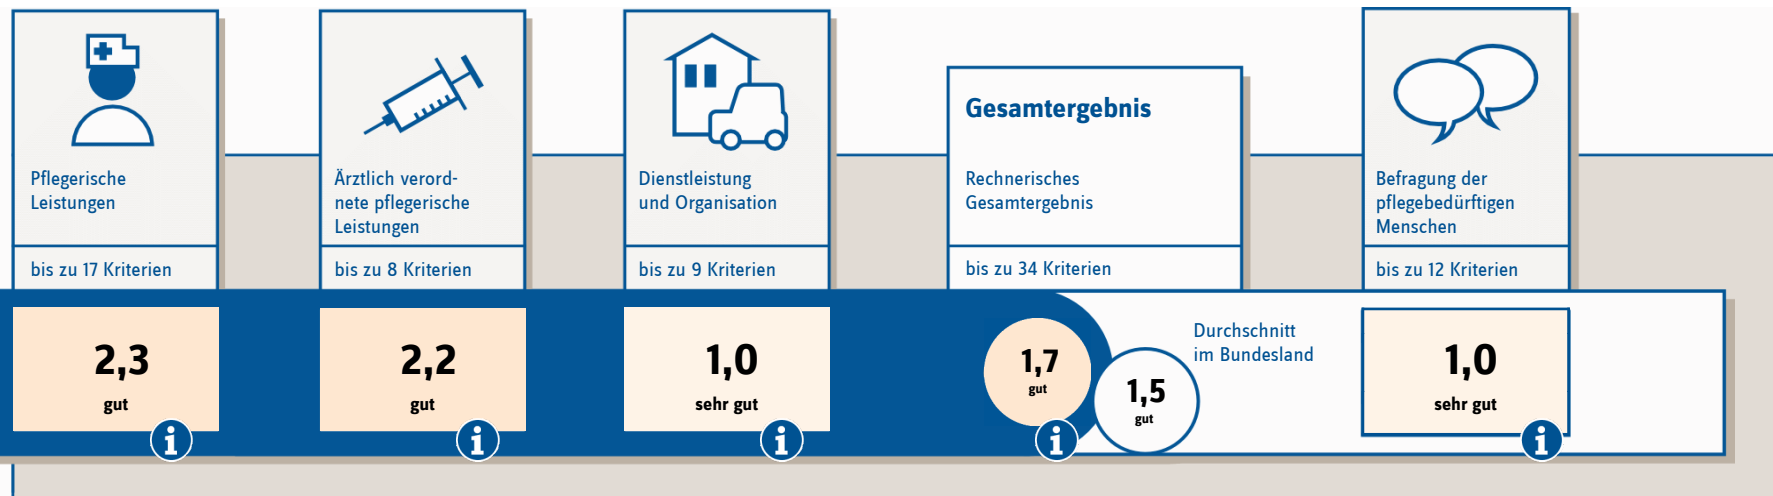 Pflegerische
Leistungen
bis zu 17 Kriterien
2,3
gut
i
Ärztlich verord-
nete pflegerische
Leistungen
bis zu 8 Kriterien
2,2
gut
i
Dienstleistung
und Organisation
bis zu 9 Kriterien
1,0
sehr gut
i
Gesamtergebnis
Rechnerisches
Gesamtergebnis
bis zu 34 Kriterien
1,7
gut
i
Durchschnitt
im Bundesland
1,5
gut
Befragung der
pflegebedürftigen
Menschen
bis zu 12 Kriterien
1,0
sehr gut
i